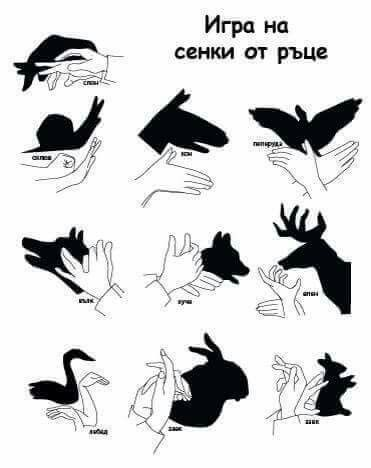 Игра на
сенки от ръце
слон
охлюв
кон
пеперуда
вълк
куче
елен
лебед
заек
заек